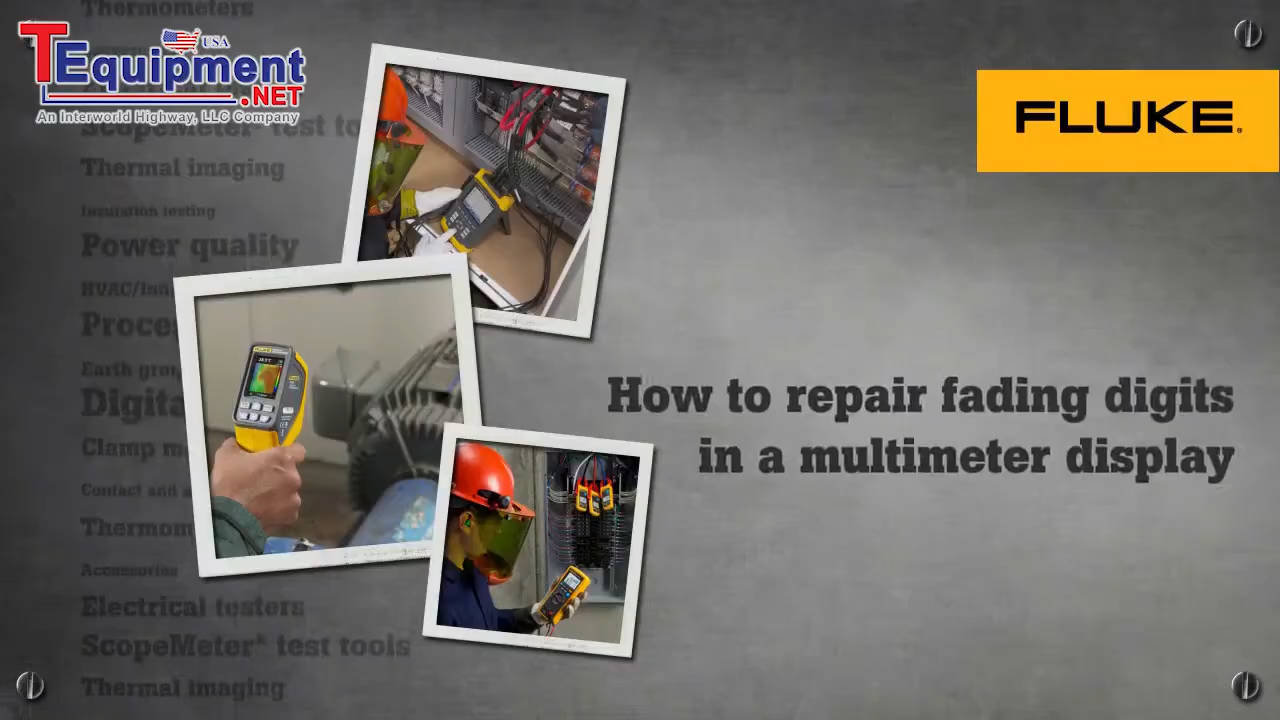 Thermometers
TEquipment
USA
.NET
An Interworld Highway, LLC Company
ScopeMeter® test to
Thermal imaging
Insulation testing
Power quality
HVAC/
Proces
Earth
Digita
Clamp m
Contact and
Thermom
Accessories
Electrical testers
ScopeMeter® test tools
Thermal imaging
FLUKE®
How to repair fading digits
in a multimeter display